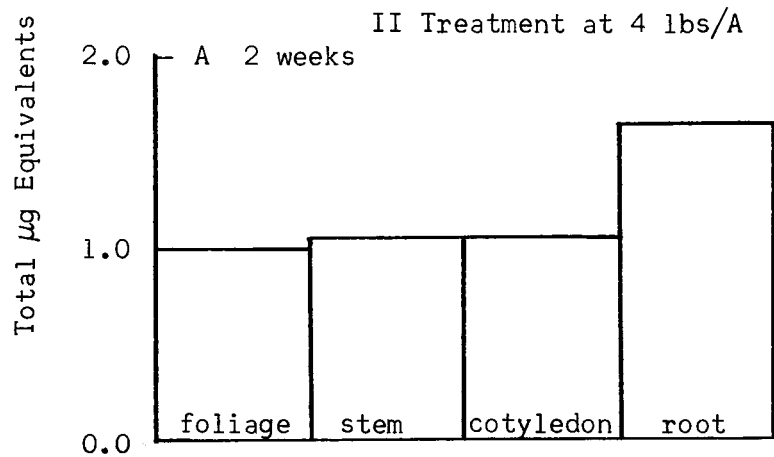 II Treatment at 4 lbs/A
Total μg Equivalents
2.0
A 2 weeks
1.0
0.0
foliage stem cotyledon root